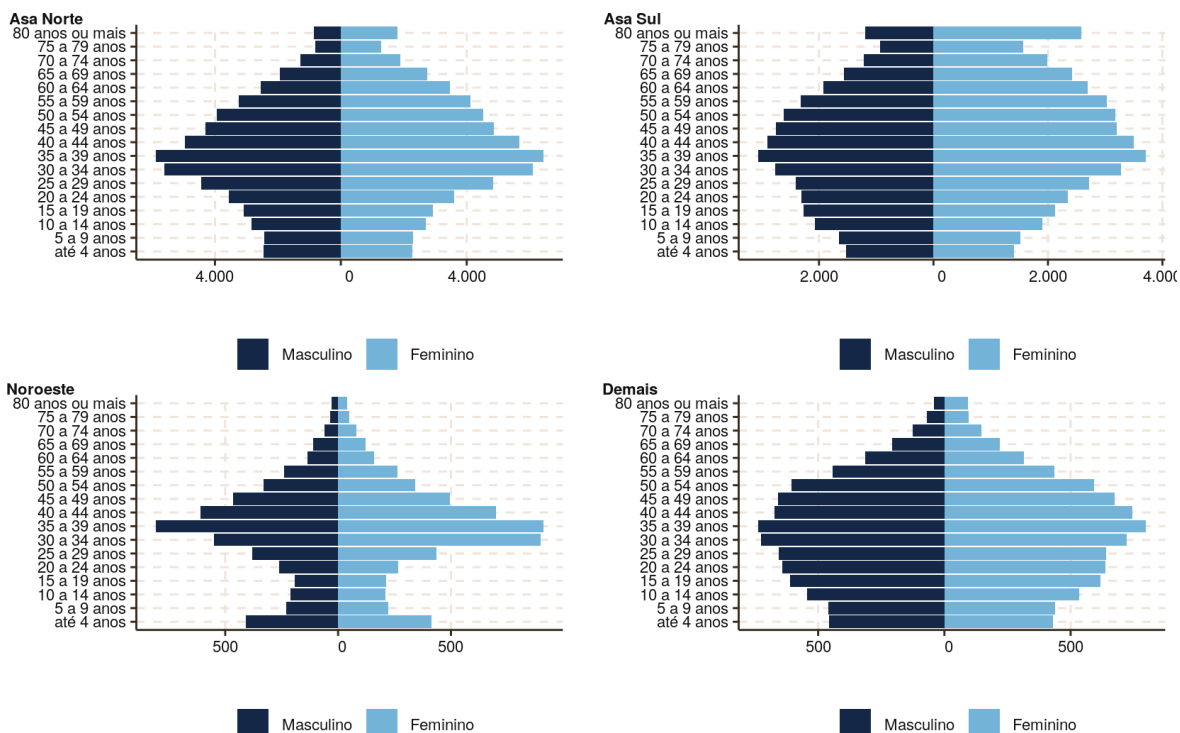 Asa Norte
80 anos ou mais
75 a 79 anos
70 a 74 anos
65 a 69 anos
60 a 64 anos
55 a 59 anos
50 a 54 anos
45 a 49 anos
40 a 44 anos
35 a 39 anos
30 a 34 anos
25 a 29 anos
20 a 24 anos
15 a 19 anos
10 a 14 anos
5 a 9 anos
até 4 anos
4.000 0 4.000
Masculino Feminino
Asa Sul
80 anos ou mais
75 a 79 anos
70 a 74 anos
65 a 69 anos
60 a 64 anos
55 a 59 anos
50 a 54 anos
45 a 49 anos
40 a 44 anos
35 a 39 anos
30 a 34 anos
25 a 29 anos
20 a 24 anos
15 a 19 anos
10 a 14 anos
5 a 9 anos
até 4 anos
2.000 0 2.000 4.000
Masculino Feminino
Noroeste
80 anos ou mais
75 a 79 anos
70 a 74 anos
65 a 69 anos
60 a 64 anos
55 a 59 anos
50 a 54 anos
45 a 49 anos
40 a 44 anos
35 a 39 anos
30 a 34 anos
25 a 29 anos
20 a 24 anos
15 a 19 anos
10 a 14 anos
5 a 9 anos
até 4 anos
500 0 500
Masculino Feminino
Demais
80 anos ou mais
75 a 79 anos
70 a 74 anos
65 a 69 anos
60 a 64 anos
55 a 59 anos
50 a 54 anos
45 a 49 anos
40 a 44 anos
35 a 39 anos
30 a 34 anos
25 a 29 anos
20 a 24 anos
15 a 19 anos
10 a 14 anos
5 a 9 anos
até 4 anos
500 0 500
Masculino Feminino